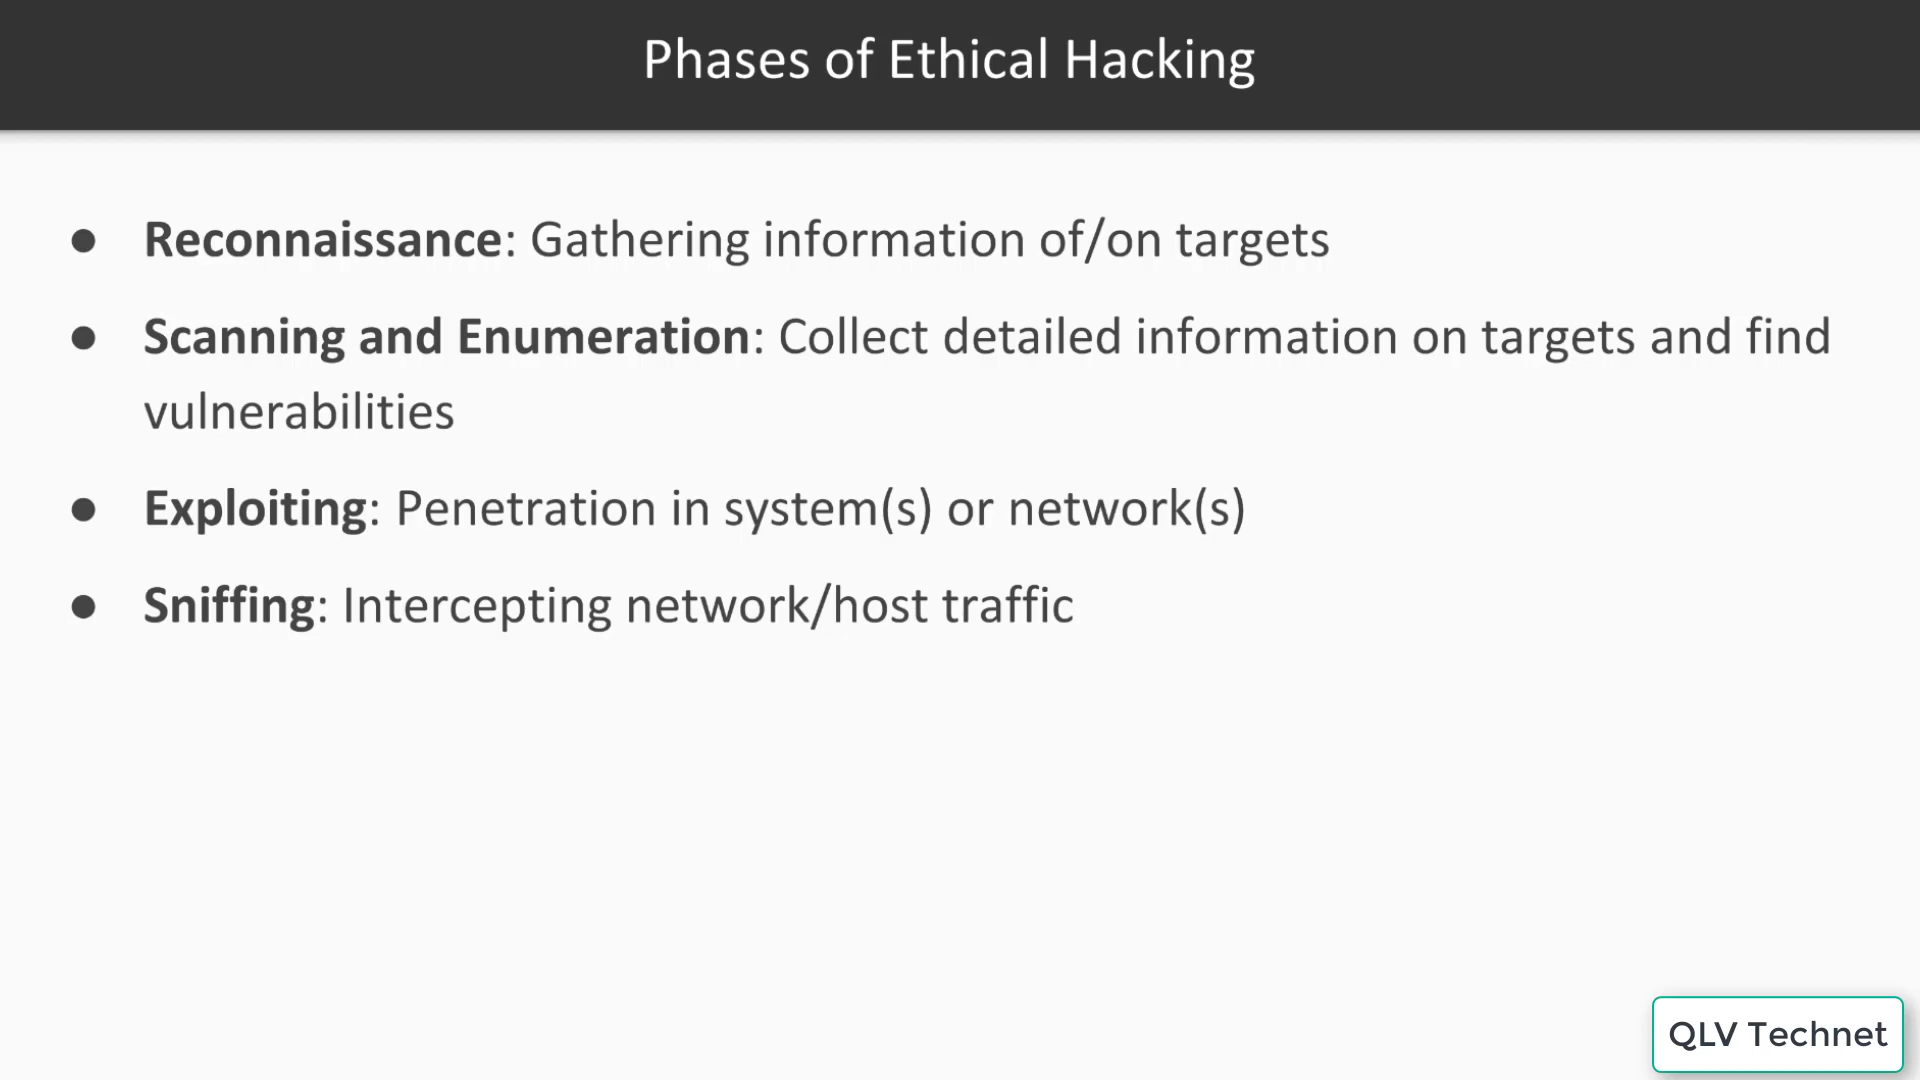 Phases of Ethical Hacking
● Reconnaissance: Gathering information of/on targets
● Scanning and Enumeration: Collect detailed information on targets and find
vulnerabilities
● Exploiting: Penetration in system(s) or network(s)
● Sniffing: Intercepting network/host traffic
QLV Technet